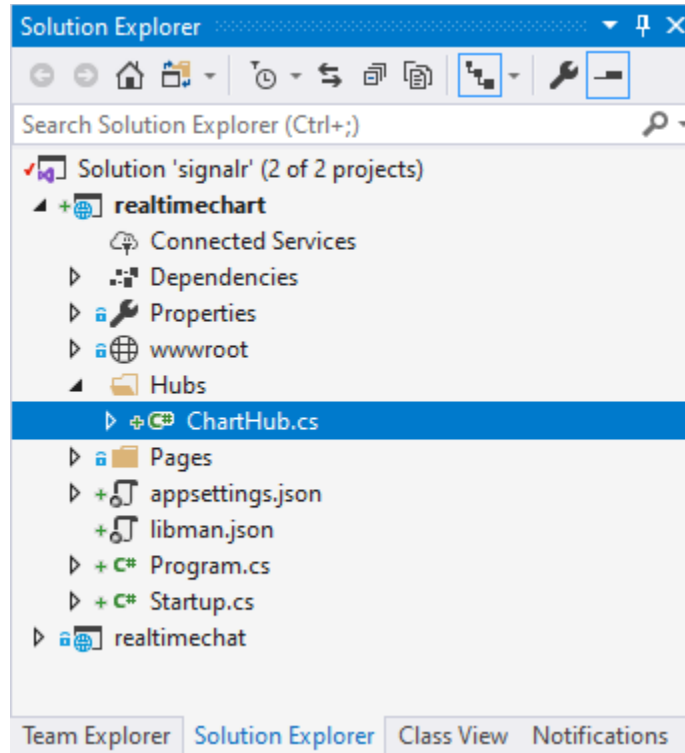 Solution Explorer
Search Solution Explorer (Ctrl+;)
Solution 'signalr' (2 of 2 projects)
realtimechart
Connected Services
Dependencies
Properties
wwwroot
Hubs
C# ChartHub.cs
Pages
appsettings.json
libman.json
C# Program.cs
C# Startup.cs
realtimechat
Team Explorer Solution Explorer Class View Notifications